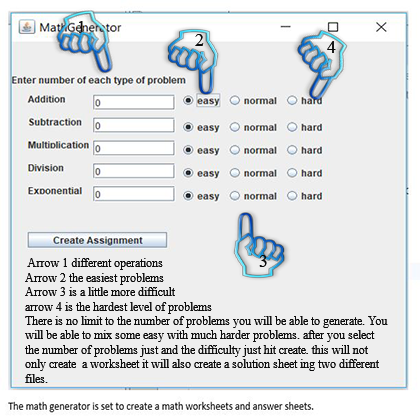 MathGenerator
1
2
4
Enter number of each type of problem
Addition 0 easy normal hard
Subtraction 0 easy normal hard
Multiplication 0 easy normal hard
Division 0 easy normal hard
Exponential 0 easy normal hard
3
Create Assignment
Arrow 1 different operations
Arrow 2 the easiest problems
Arrow 3 is a little more difficult
arrow 4 is the hardest level of problems
There is no limit to the number of problems you will be able to generate. You
will be able to mix some easy with much harder problems. after you select
the number of problems just and the difficulty just hit create. this will not
only create a worksheet it will also create a solution sheet ing two different
files.
The math generator is set to create a math worksheets and answer sheets.